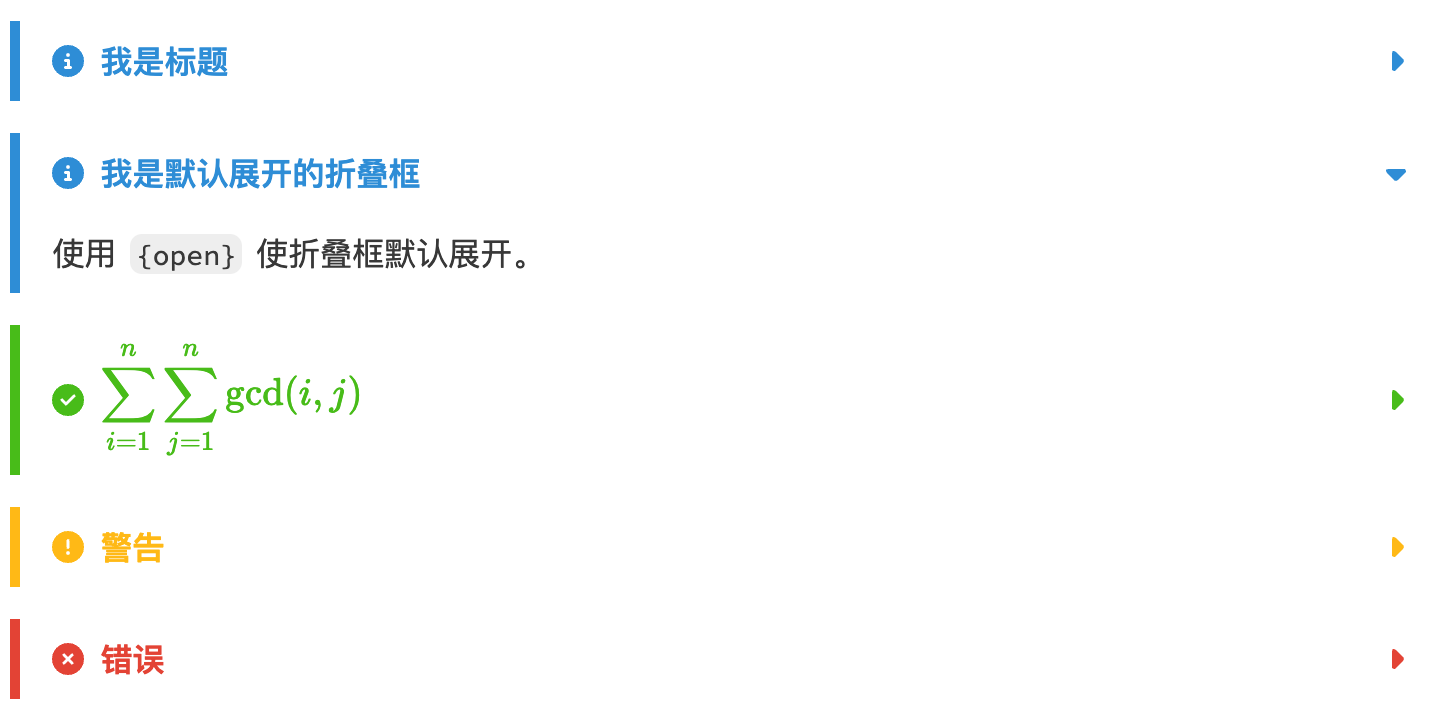 我是标题
我是默认展开的折叠框
使用 {open} 使折叠框默认展开。
\sum_{i=1}^{n} \sum_{j=1}^{n} \gcd(i, j)
警告
错误